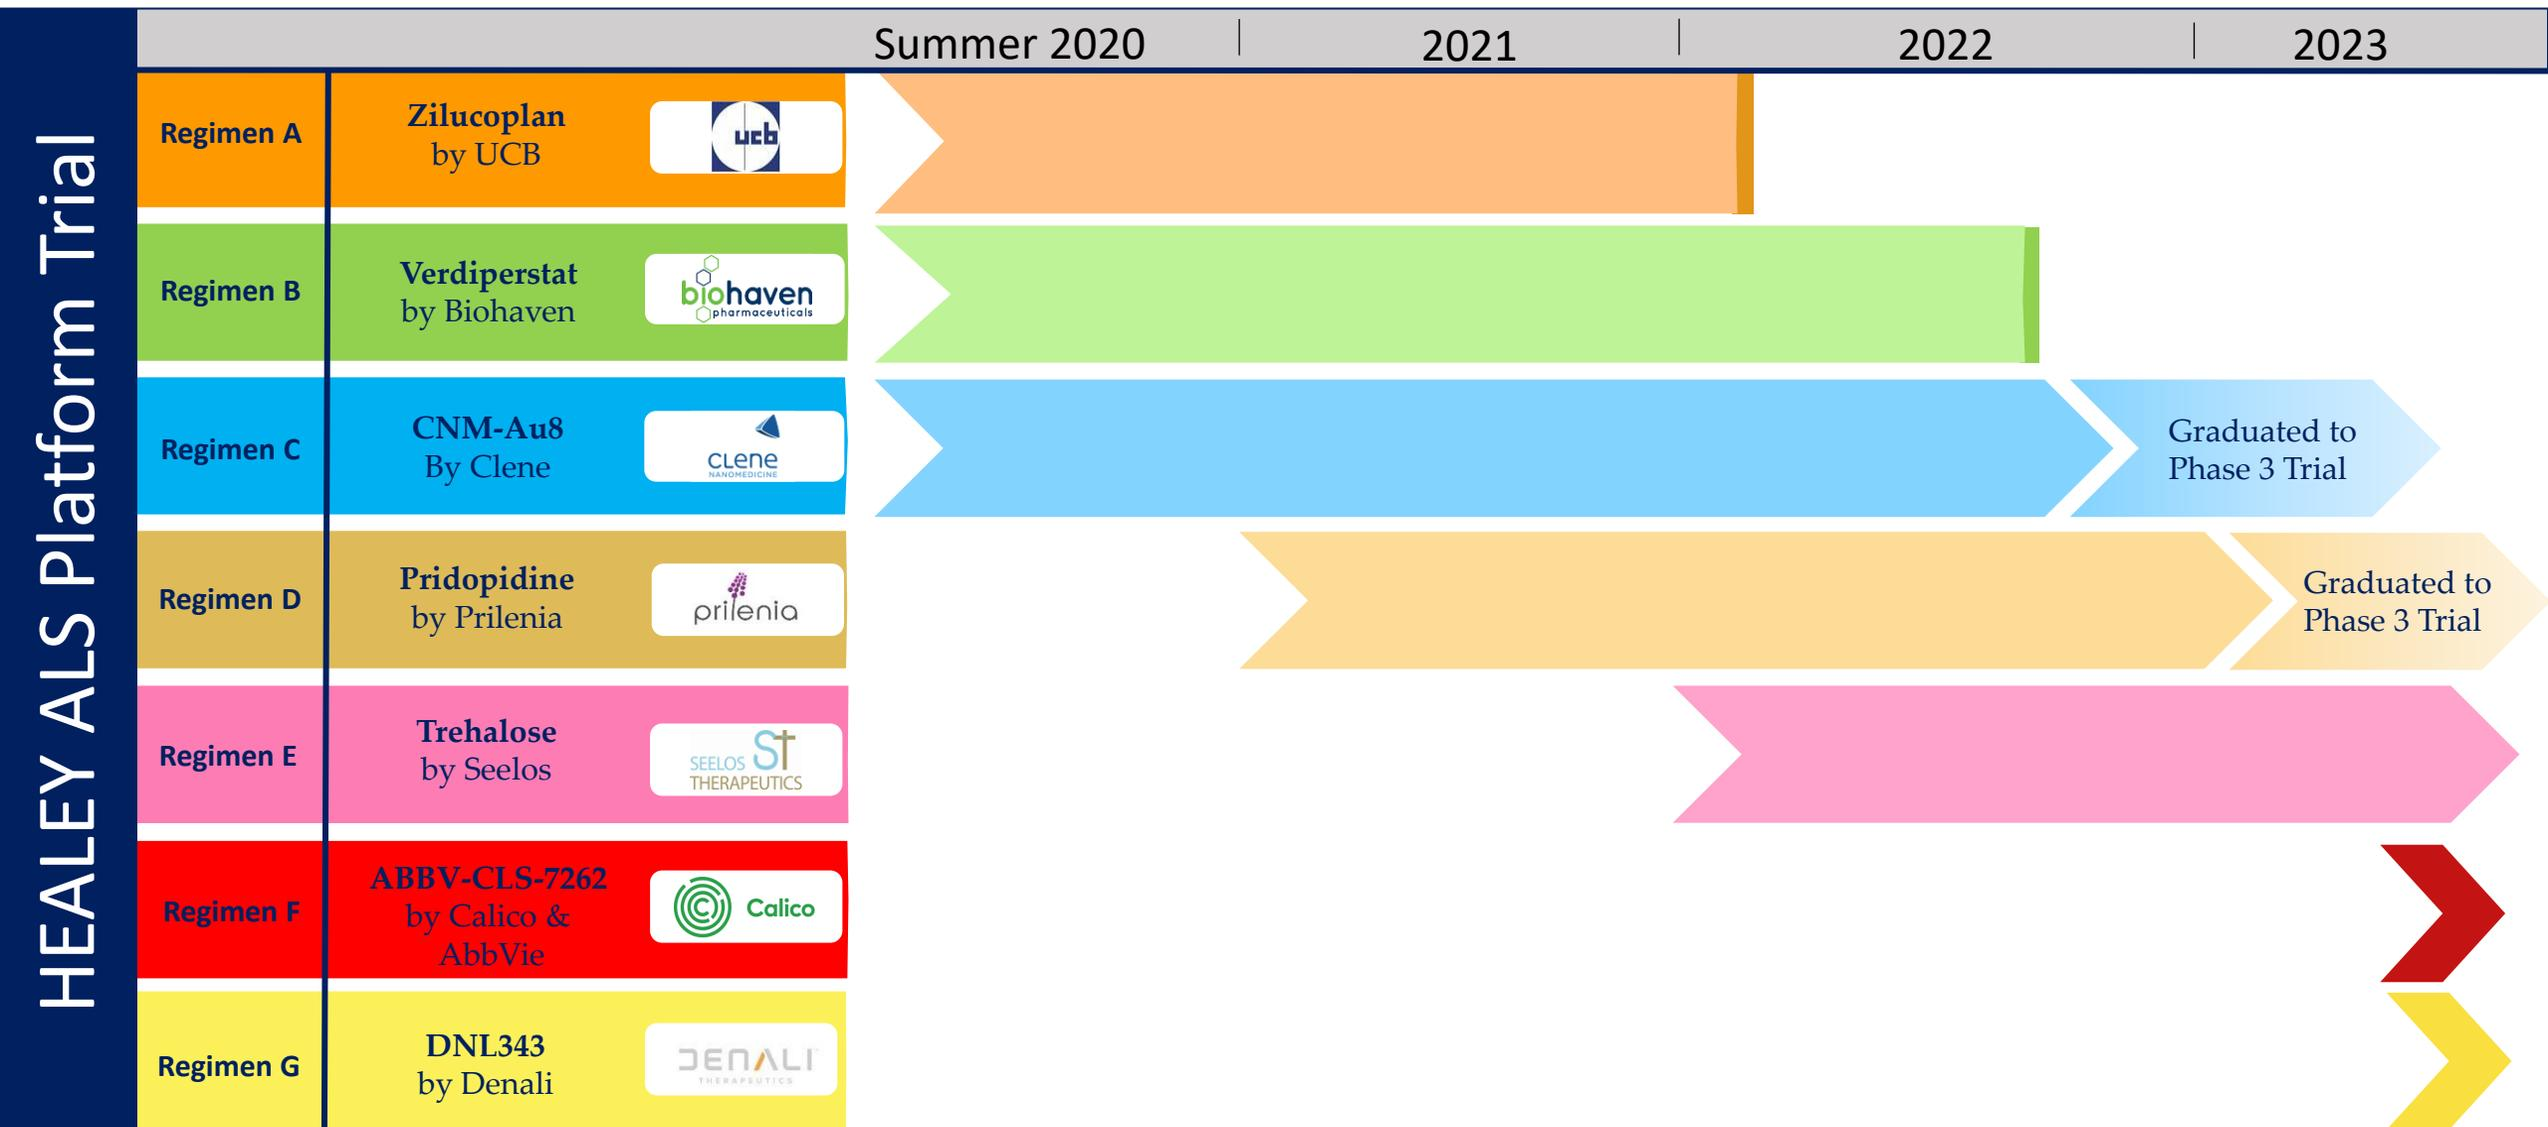 HEALEY ALS Platform Trial
Summer 2020 2021 2022 2023
Regimen A
Zilucoplan
by UCB
ucb
Regimen B
Verdiperstat
by Biohaven
biohaven
pharmaceuticals
Regimen C
CNM-Au8
By Clene
CLENE
NANOMEDICINE
Graduated to
Phase 3 Trial
Regimen D
Pridopidine
by Prilenia
prilenia
Graduated to
Phase 3 Trial
Regimen E
Trehalose
by Seelos
SEELOS ST
THERAPEUTICS
Regimen F
ABBV-CLS-7262
by Calico &
AbbVie
C Calico
Regimen G
DNL343
by Denali
DENALI
THERAPEUTICS